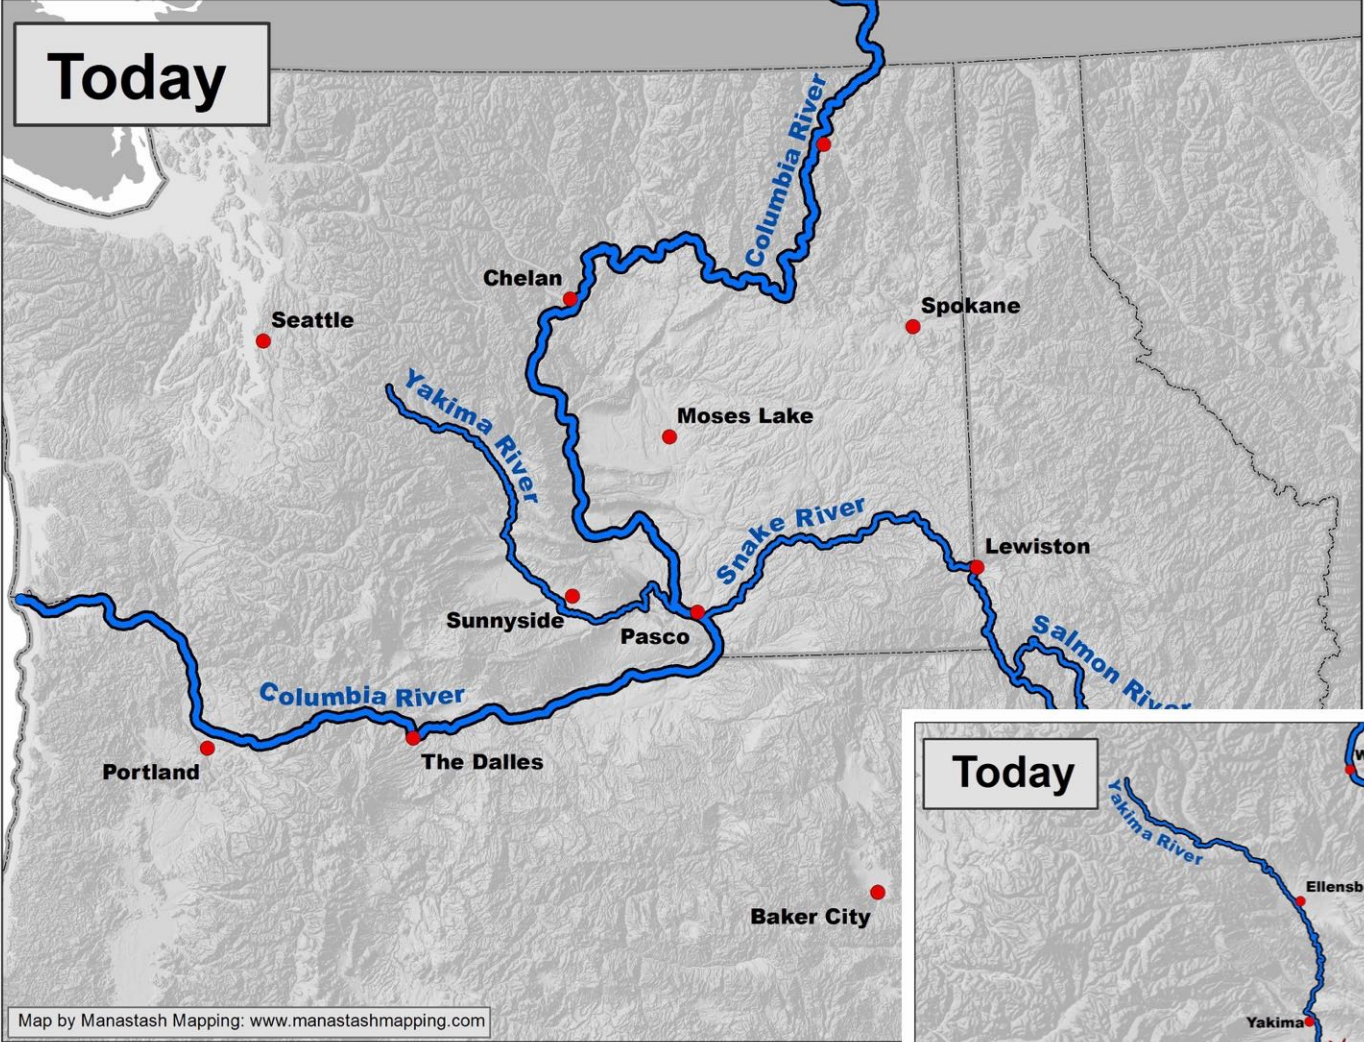 Today
Columbia River
Chelan
Seattle
Spokane
Yakima River
Moses Lake
Snake River
Lewiston
Sunnyside
Pasco
Salmon River
Columbia River
The Dalles
Portland
Baker City
Map by Manastash Mapping: www.manastashmapping.com
Today
W
Yakima River
Ellensb
Yakima